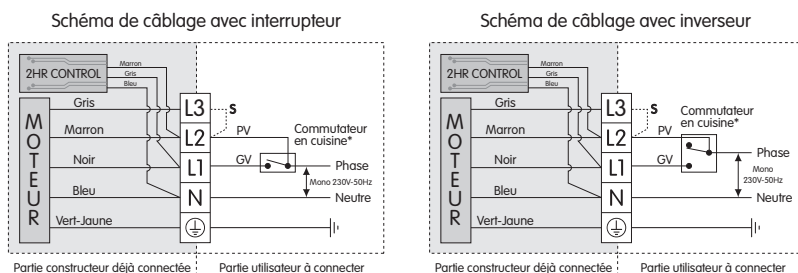 Schéma de câblage avec interrupteur
2HR CONTROL
Marron
Gris
Bleu
MOTEUR
Gris
Marron
Noir
Bleu
Vert-Jaune
L3
L2
L1
N
S
PV
GV
Commutateur
en cuisine*
Phase
Mono 230V-50Hz
Neutre
Partie constructeur déjà connectée
Partie utilisateur à connecter
Schéma de câblage avec inverseur
2HR CONTROL
Marron
Gris
Bleu
MOTEUR
Gris
Marron
Noir
Bleu
Vert-Jaune
L3
L2
L1
N
S
PV
GV
Commutateur
en cuisine*
Phase
Mono
230V-50Hz
Neutre
Partie constructeur déjà connectée
Partie utilisateur à connecter